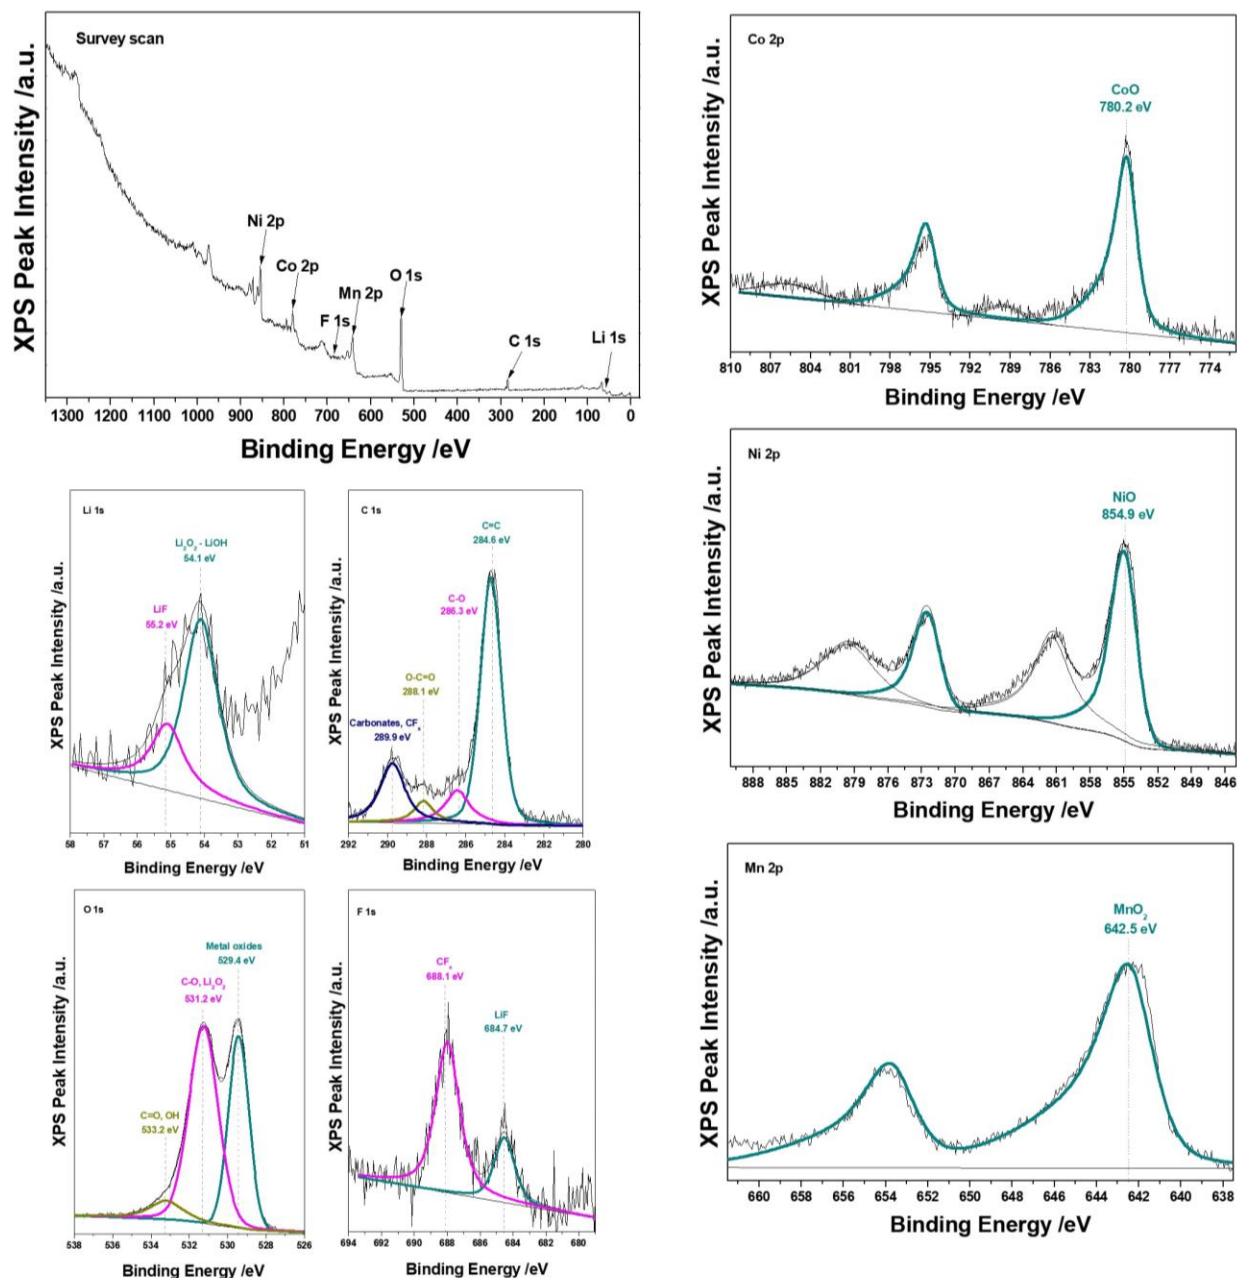 Survey scan
XPS Peak Intensity /a.u.
Ni 2p
Co 2p
F 1s
Mn 2p
O 1s
C 1s
Li 1s
1300 1200 1100 1000 900 800 700 600 500 400 300 200 100 0
Binding Energy /eV
Li 1s
XPS Peak Intensity /a.u.
Li₂O₂ - LiOH
54.1 eV
LiF
55.2 eV
58 57 56 55 54 53 52 51
Binding Energy /eV
C 1s
XPS Peak Intensity /a.u.
C=C
284.6 eV
C-O
286.3 eV
O-C=O
288.1 eV
Carbonates, CFₓ
289.9 eV
292 290 288 286 284 282 280
Binding Energy /eV
O 1s
XPS Peak Intensity /a.u.
Metal oxides
529.4 eV
C-O, Li₂O₂
531.2 eV
C=O, OH
533.2 eV
538 536 534 532 530 528 526
Binding Energy /eV
F 1s
XPS Peak Intensity /a.u.
CFₓ
688.1 eV
LiF
684.7 eV
694 692 690 688 686 684 682 680
Binding Energy /eV
Co 2p
XPS Peak Intensity /a.u.
CoO
780.2 eV
810 807 804 801 798 795 792 789 786 783 780 777 774
Binding Energy /eV
Ni 2p
XPS Peak Intensity /a.u.
NiO
854.9 eV
888 885 882 879 876 873 870 867 864 861 858 855 852 849 846
Binding Energy /eV
Mn 2p
XPS Peak Intensity /a.u.
MnO₂
642.5 eV
660 658 656 654 652 650 648 646 644 642 640 638
Binding Energy /eV